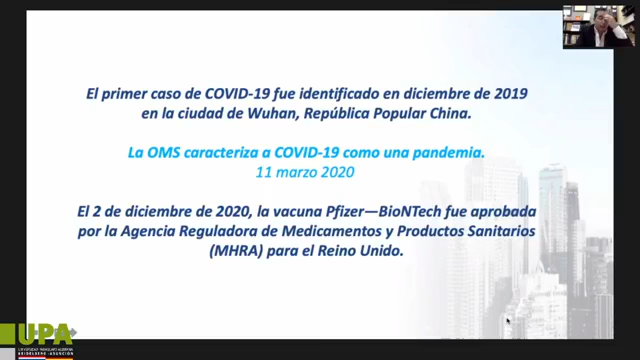 El primer caso de COVID-19 fue identificado en diciembre de 2019
en la ciudad de Wuhan, República Popular China.
La OMS caracteriza a COVID-19 como una pandemia.
11 marzo 2020
El 2 de diciembre de 2020, la vacuna Pfizer—BioNTech fue aprobada
por la Agencia Reguladora de Medicamentos y Productos Sanitarios
(MHRA) para el Reino Unido.
UPA
HEIDELBERG - ASUNCIÓN